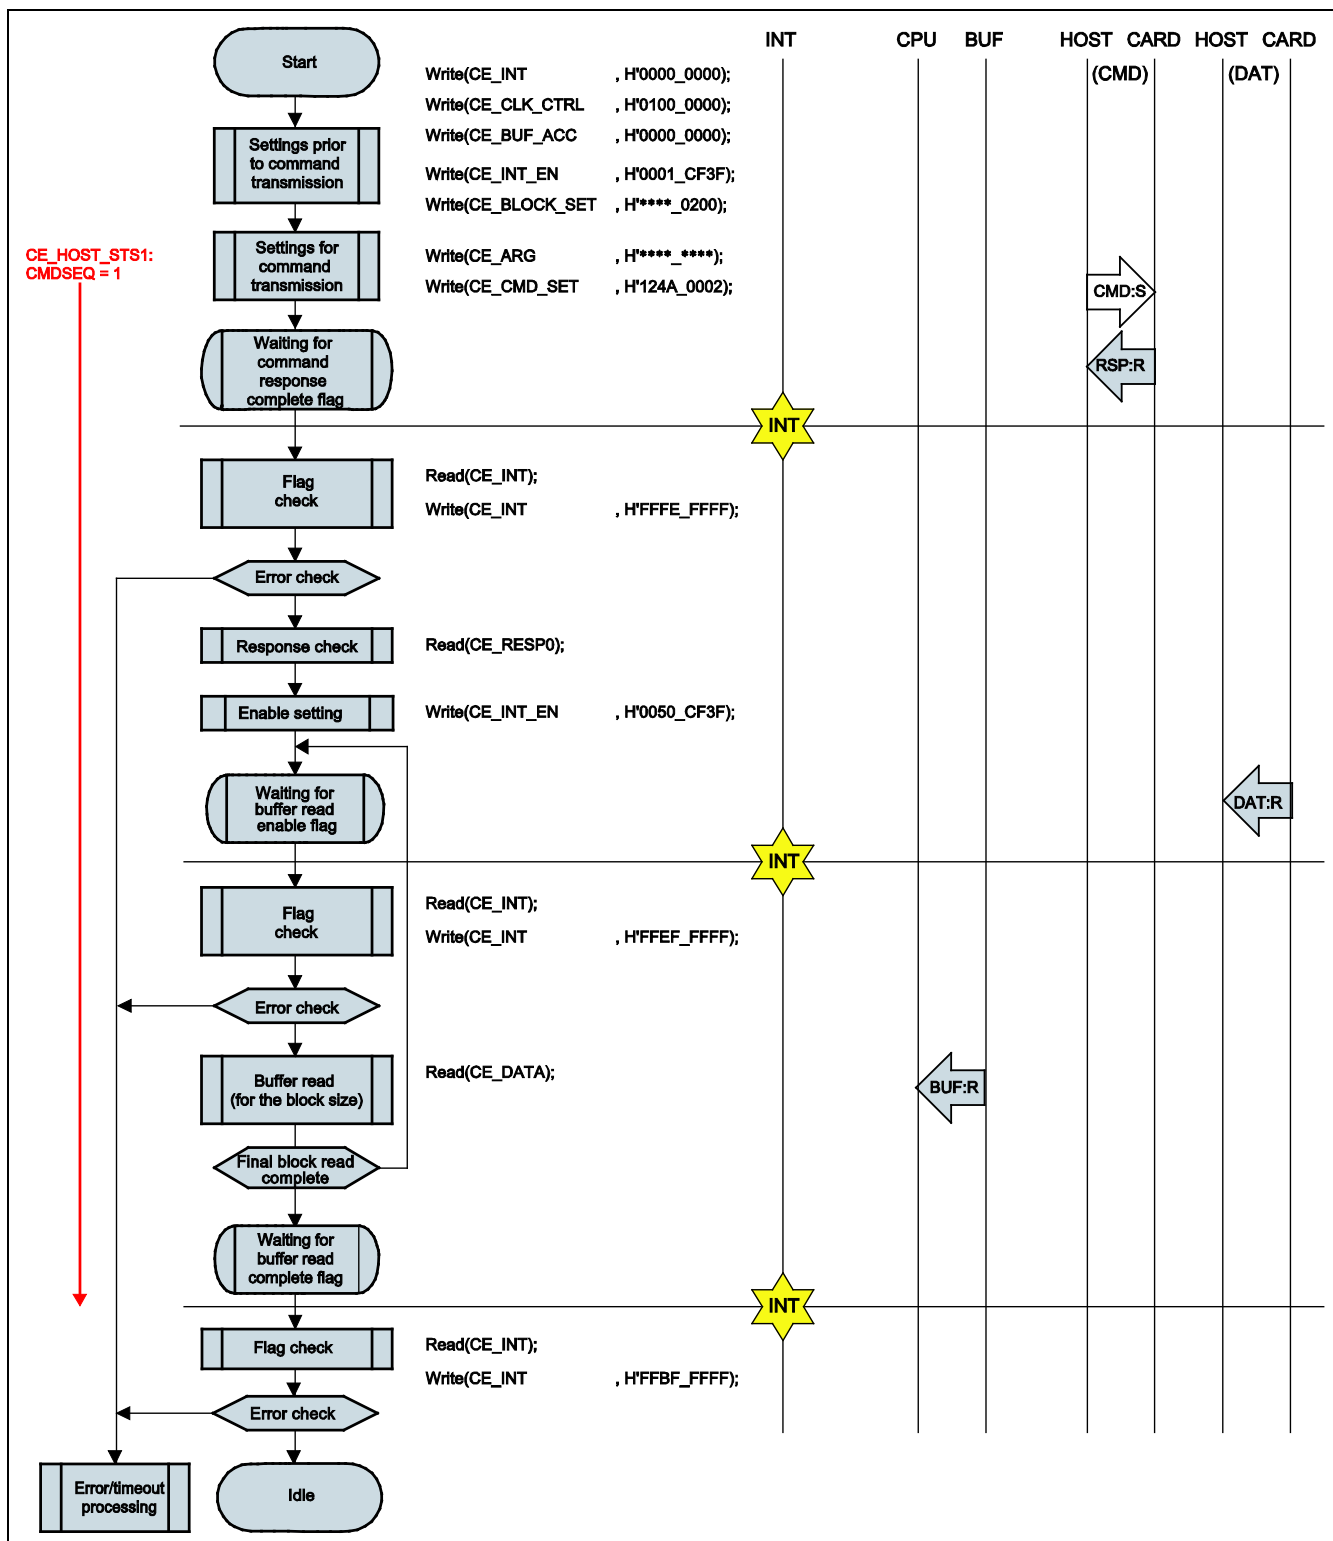 INT CPU BUF HOST CARD HOST CARD
(CMD) (DAT)
Start
Write(CE_INT , H'0000_0000);
Write(CE_CLK_CTRL , H'0100_0000);
Write(CE_BUF_ACC , H'0000_0000);
Settings prior
to command
transmission
Write(CE_INT_EN , H'0001_CF3F);
Write(CE_BLOCK_SET , H'****_0200);
CE_HOST_STS1:
CMDSEQ = 1
Settings for
command
transmission
Write(CE_ARG , H'****_****);
Write(CE_CMD_SET , H'124A_0002);
CMD:S
Waiting for
command
response
complete flag
RSP:R
INT
Flag
check
Read(CE_INT);
Write(CE_INT , H'FFFE_FFFF);
Error check
Response check
Read(CE_RESP0);
Enable setting
Write(CE_INT_EN , H'0050_CF3F);
Waiting for
buffer read
enable flag
DAT:R
INT
Flag
check
Read(CE_INT);
Write(CE_INT , H'FFEF_FFFF);
Error check
Buffer read
(for the block size)
Read(CE_DATA);
BUF:R
Final block read
complete
Waiting for
buffer read
complete flag
INT
Flag check
Read(CE_INT);
Write(CE_INT , H'FFBF_FFFF);
Error check
Error/timeout
processing
Idle